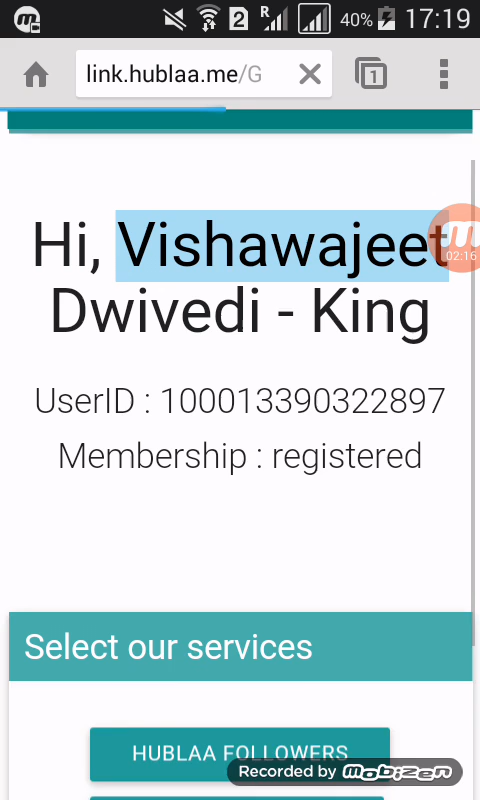 R 40% 17:19
link.hublaa.me/G
1
02:16
Hi, Vishawajeet
Dwivedi - King
UserID : 100013390322897
Membership : registered
Select our services
HUBLAA FOLLOWERS
Recorded by mobizen